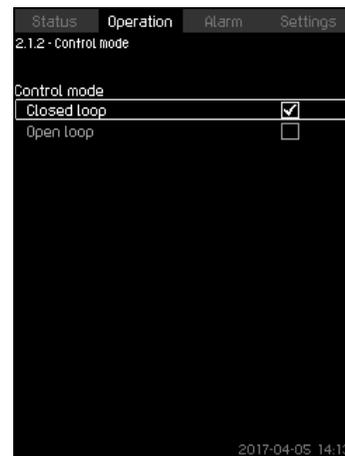 Status Operation Alarm Settings
2.1.2 - Control mode
Control mode
Closed loop
Open loop
2017-04-05 14:13